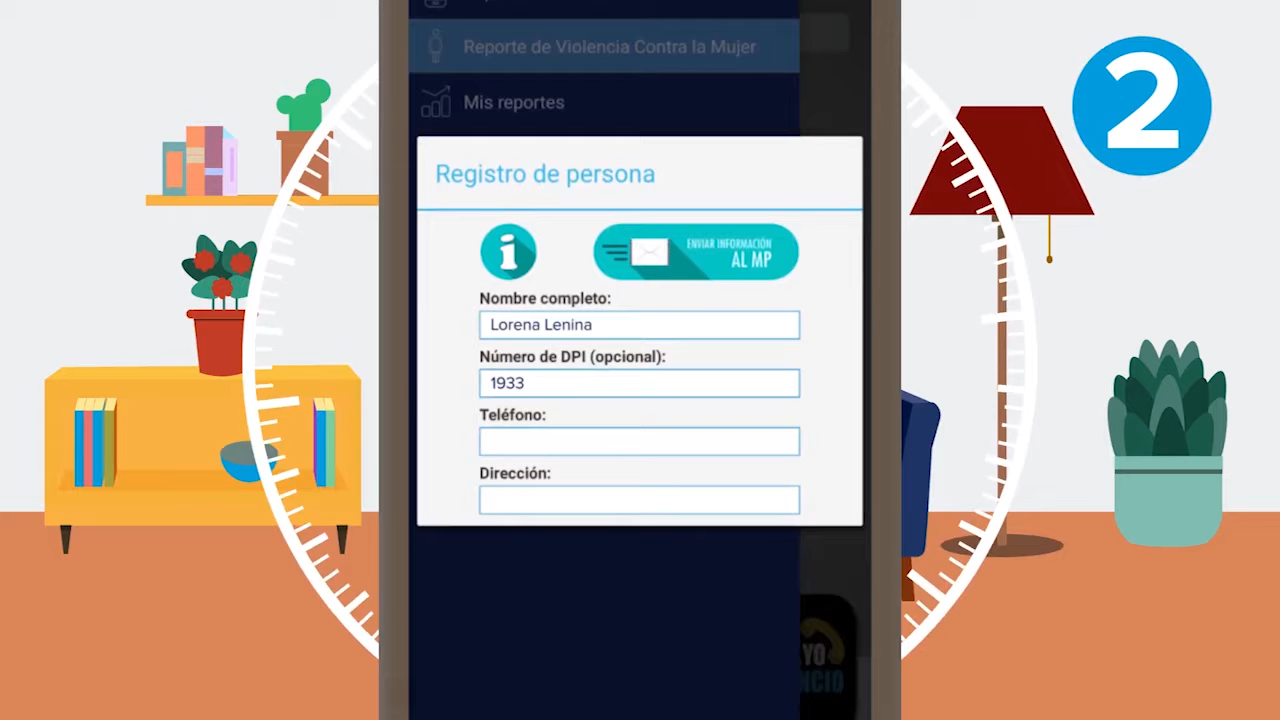 Reporte de Violencia Contra la Mujer
2
Mis reportes
Registro de persona
i
ENVIAR INFORMACIÓN
AL MP
Nombre completo:
Lorena Lenina
Número de DPI (opcional):
1933
Teléfono:
Dirección:
YO